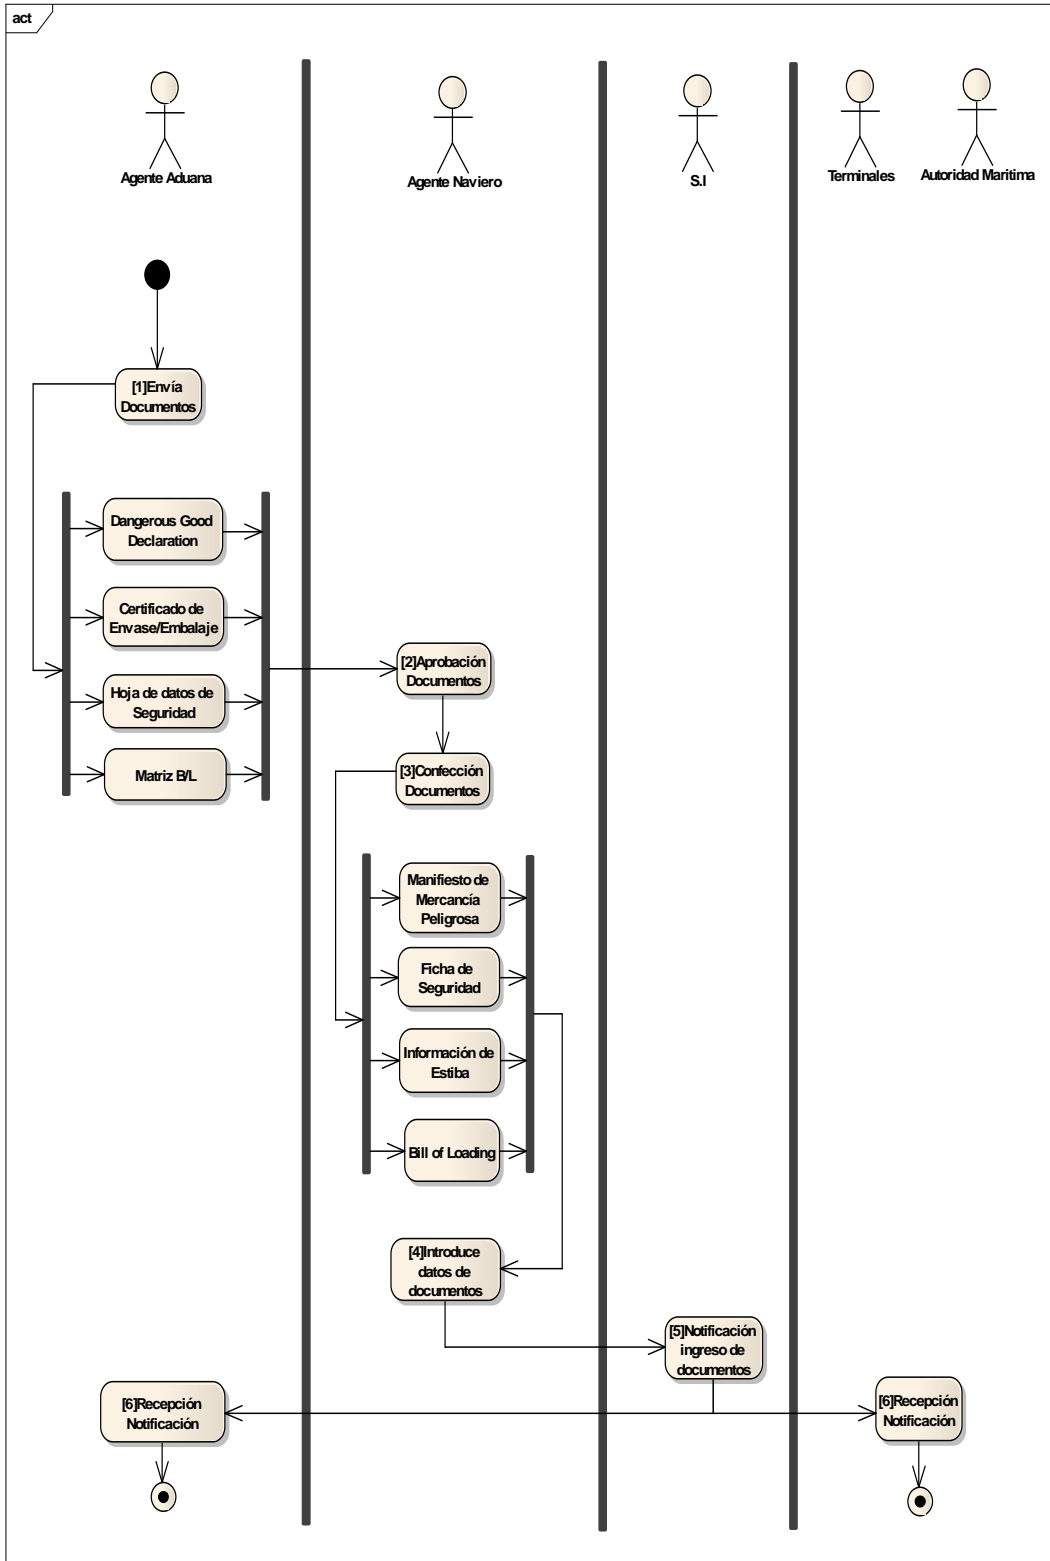 act
Agente Aduana
Agente Naviero
S.I
Terminales
Autoridad Maritima
[1]Envía
Documentos
Dangerous Good
Declaration
Certificado de
Envase/Embalaje
Hoja de datos de
Seguridad
Matriz B/L
[2]Aprobación
Documentos
[3]Confección
Documentos
Manifiesto de
Mercancía
Peligrosa
Ficha de
Seguridad
Información de
Estiba
Bill of Loading
[4]Introduce
datos de
documentos
[5]Notificación
ingreso de
documentos
[6]Recepción
Notificación
[6]Recepción
Notificación